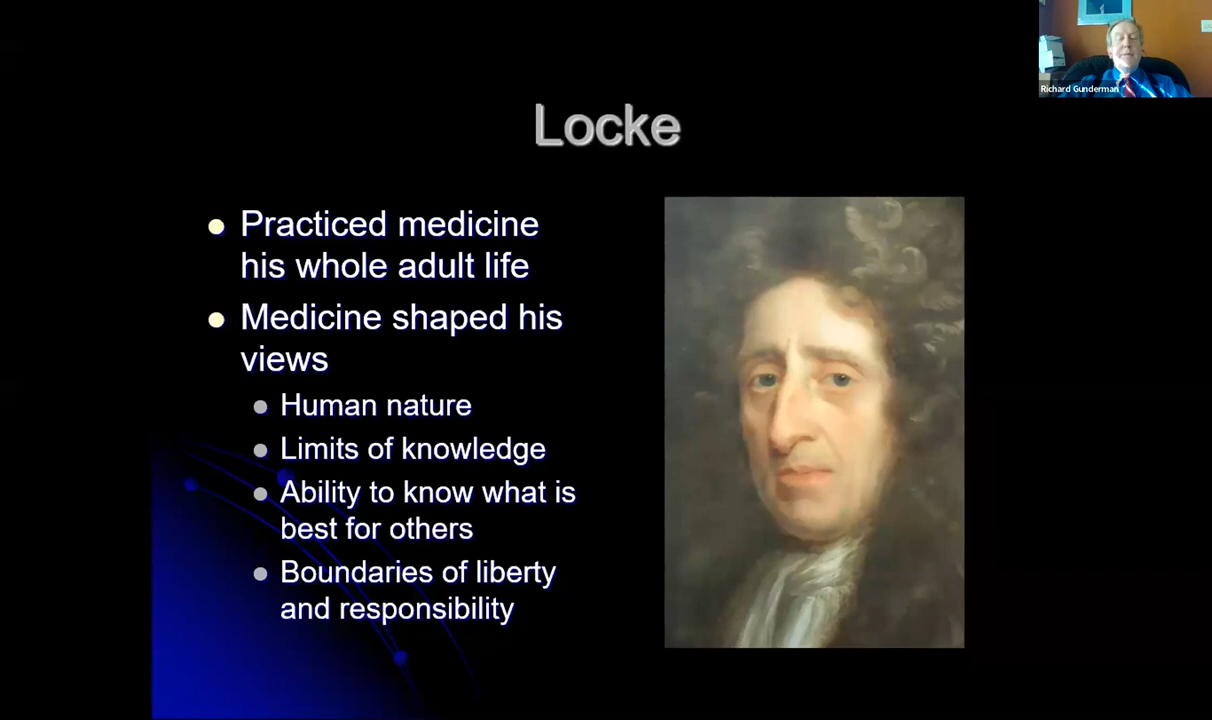 Richard Gunderman
Locke
Practiced medicine
his whole adult life
Medicine shaped his
views
Human nature
Limits of knowledge
Ability to know what is
best for others
Boundaries of liberty
and responsibility